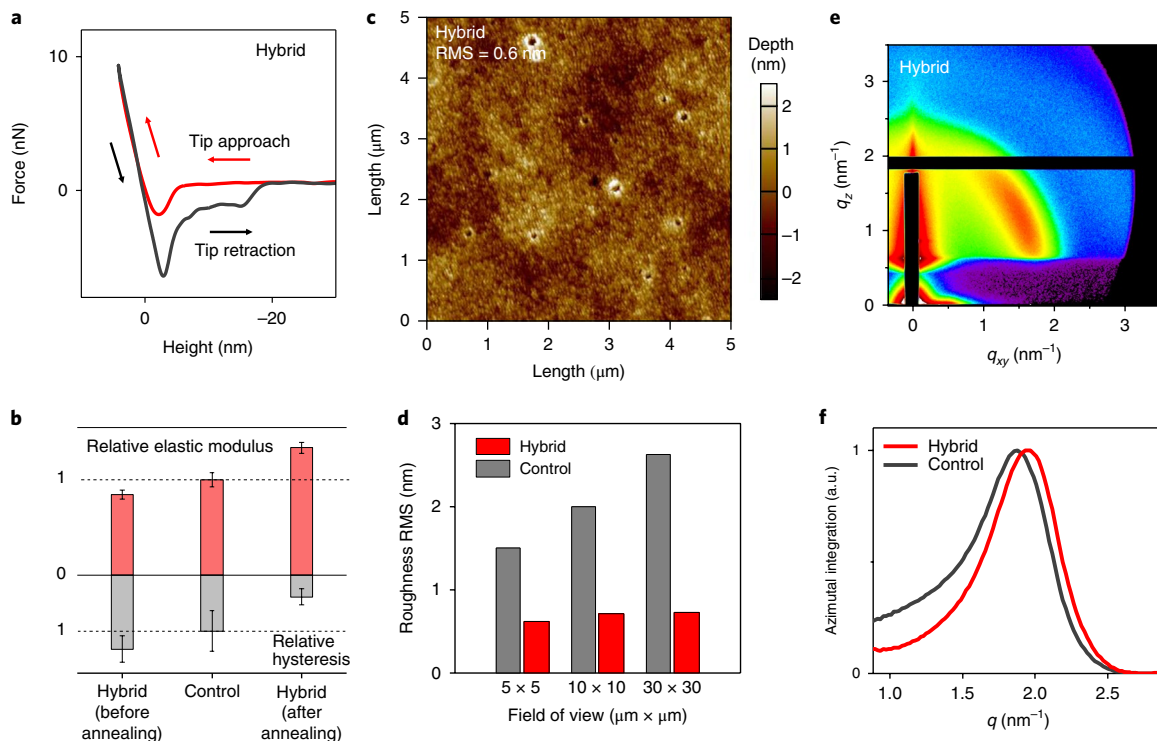 a
Hybrid
10
0
Force (nN)
Tip approach
Tip retraction
0
–20
Height (nm)
b
Relative elastic modulus
1
0
1
Relative
hysteresis
Hybrid
(before
annealing)
Control
Hybrid
(after
annealing)
c
Hybrid
RMS = 0.6 nm
5
4
3
2
1
0
Length (µm)
0
1
2
3
4
5
Length (µm)
Depth
(nm)
2
1
0
–1
–2
d
Hybrid
Control
3
2
1
0
Roughness RMS (nm)
5 × 5
10 × 10
30 × 30
Field of view (µm × µm)
e
Hybrid
3
2
1
0
q_z (nm⁻¹)
0
1
2
3
q_xy (nm⁻¹)
f
Hybrid
Control
1
1
0
Azimutal integration (a.u.)
1.0
1.5
2.0
2.5
q (nm⁻¹)